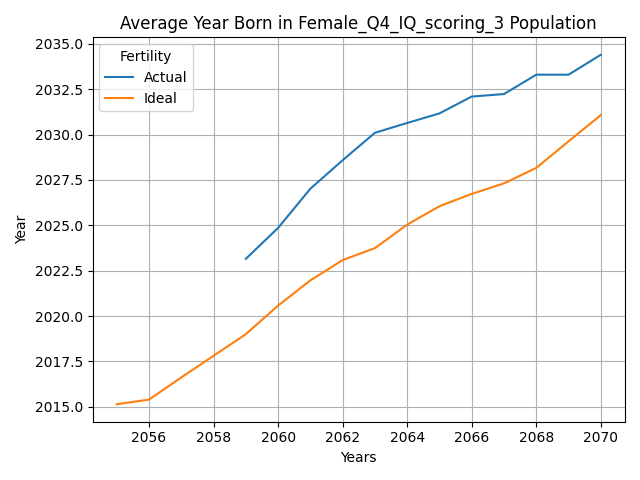 Average Year Born in Female_Q4_IQ_scoring_3 Population
2035.0
2032.5
2030.0
2027.5
2025.0
2022.5
2020.0
2017.5
2015.0
Year
Fertility
Actual
Ideal
2056 2058 2060 2062 2064 2066 2068 2070
Years